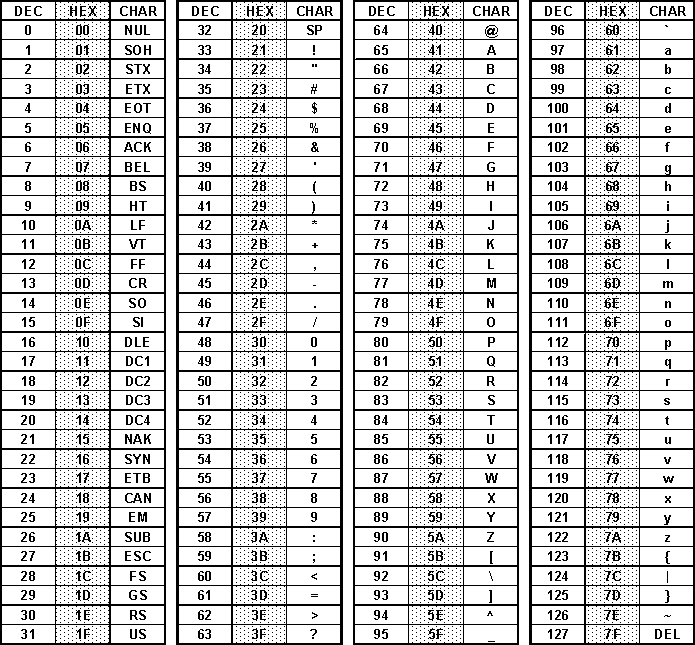 DEC HEX CHAR DEC HEX CHAR DEC HEX CHAR DEC HEX CHAR
0 00 NUL 32 20 SP 64 40 @ 96 60 `
1 01 SOH 33 21 ! 65 41 A 97 61 a
2 02 STX 34 22 " 66 42 B 98 62 b
3 03 ETX 35 23 # 67 43 C 99 63 c
4 04 EOT 36 24 $ 68 44 D 100 64 d
5 05 ENQ 37 25 % 69 45 E 101 65 e
6 06 ACK 38 26 & 70 46 F 102 66 f
7 07 BEL 39 27 ' 71 47 G 103 67 g
8 08 BS 40 28 ( 72 48 H 104 68 h
9 09 HT 41 29 ) 73 49 I 105 69 i
10 0A LF 42 2A * 74 4A J 106 6A j
11 0B VT 43 2B + 75 4B K 107 6B k
12 0C FF 44 2C , 76 4C L 108 6C l
13 0D CR 45 2D - 77 4D M 109 6D m
14 0E SO 46 2E . 78 4E N 110 6E n
15 0F SI 47 2F / 79 4F O 111 6F o
16 10 DLE 48 30 0 80 50 P 112 70 p
17 11 DC1 49 31 1 81 51 Q 113 71 q
18 12 DC2 50 32 2 82 52 R 114 72 r
19 13 DC3 51 33 3 83 53 S 115 73 s
20 14 DC4 52 34 4 84 54 T 116 74 t
21 15 NAK 53 35 5 85 55 U 117 75 u
22 16 SYN 54 36 6 86 56 V 118 76 v
23 17 ETB 55 37 7 87 57 W 119 77 w
24 18 CAN 56 38 8 88 58 X 120 78 x
25 19 EM 57 39 9 89 59 Y 121 79 y
26 1A SUB 58 3A : 90 5A Z 122 7A z
27 1B ESC 59 3B ; 91 5B [ 123 7B {
28 1C FS 60 3C < 92 5C \ 124 7C |
29 1D GS 61 3D = 93 5D ] 125 7D }
30 1E RS 62 3E > 94 5E ^ 126 7E ~
31 1F US 63 3F ? 95 5F _ 127 7F DEL